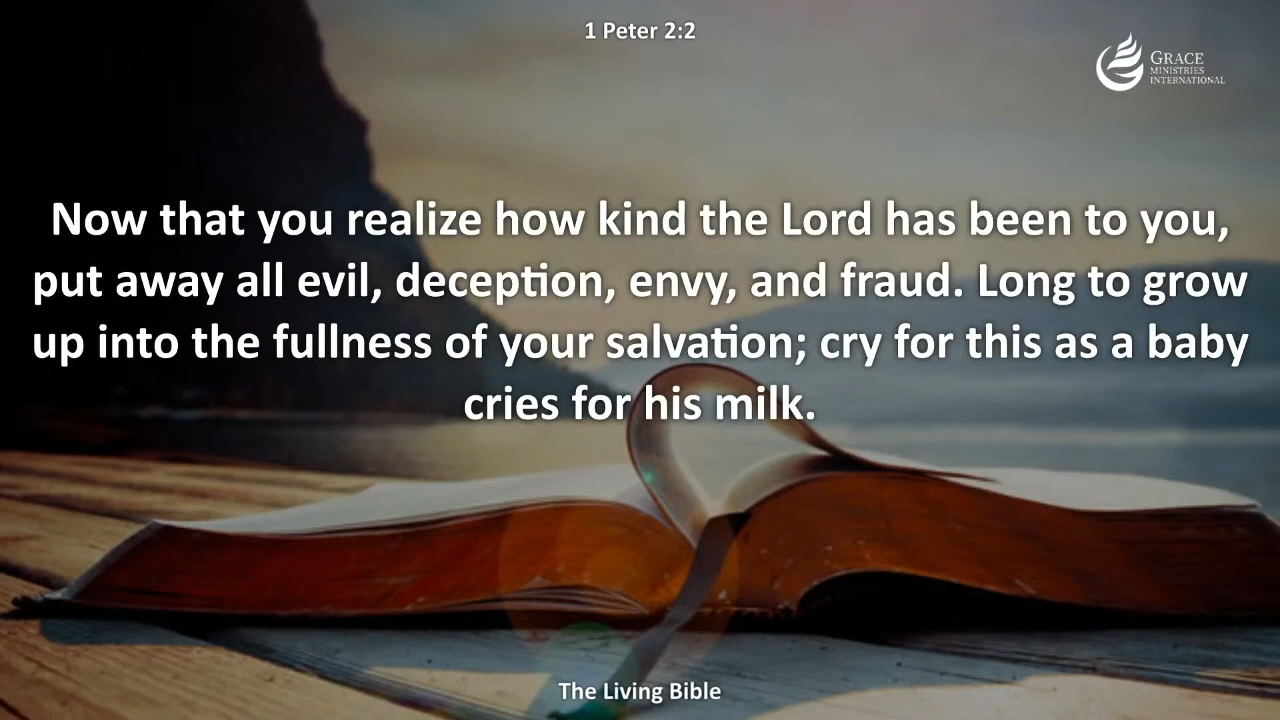 1 Peter 2:2
GRACE
MINISTRIES
INTERNATIONAL
Now that you realize how kind the Lord has been to you,
put away all evil, deception, envy, and fraud. Long to grow
up into the fullness of your salvation; cry for this as a baby
cries for his milk.
The Living Bible